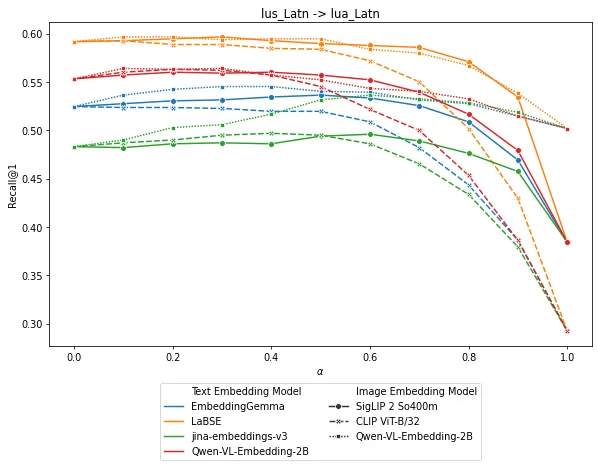 lus_Latn -> lua_Latn
Recall@1
0.60
0.55
0.50
0.45
0.40
0.35
0.30
0.0
0.2
0.4
0.6
0.8
1.0
α
Text Embedding Model
EmbeddingGemma
LaBSE
jina-embeddings-v3
Qwen-VL-Embedding-2B
Image Embedding Model
SigLIP 2 So400m
CLIP ViT-B/32
Qwen-VL-Embedding-2B